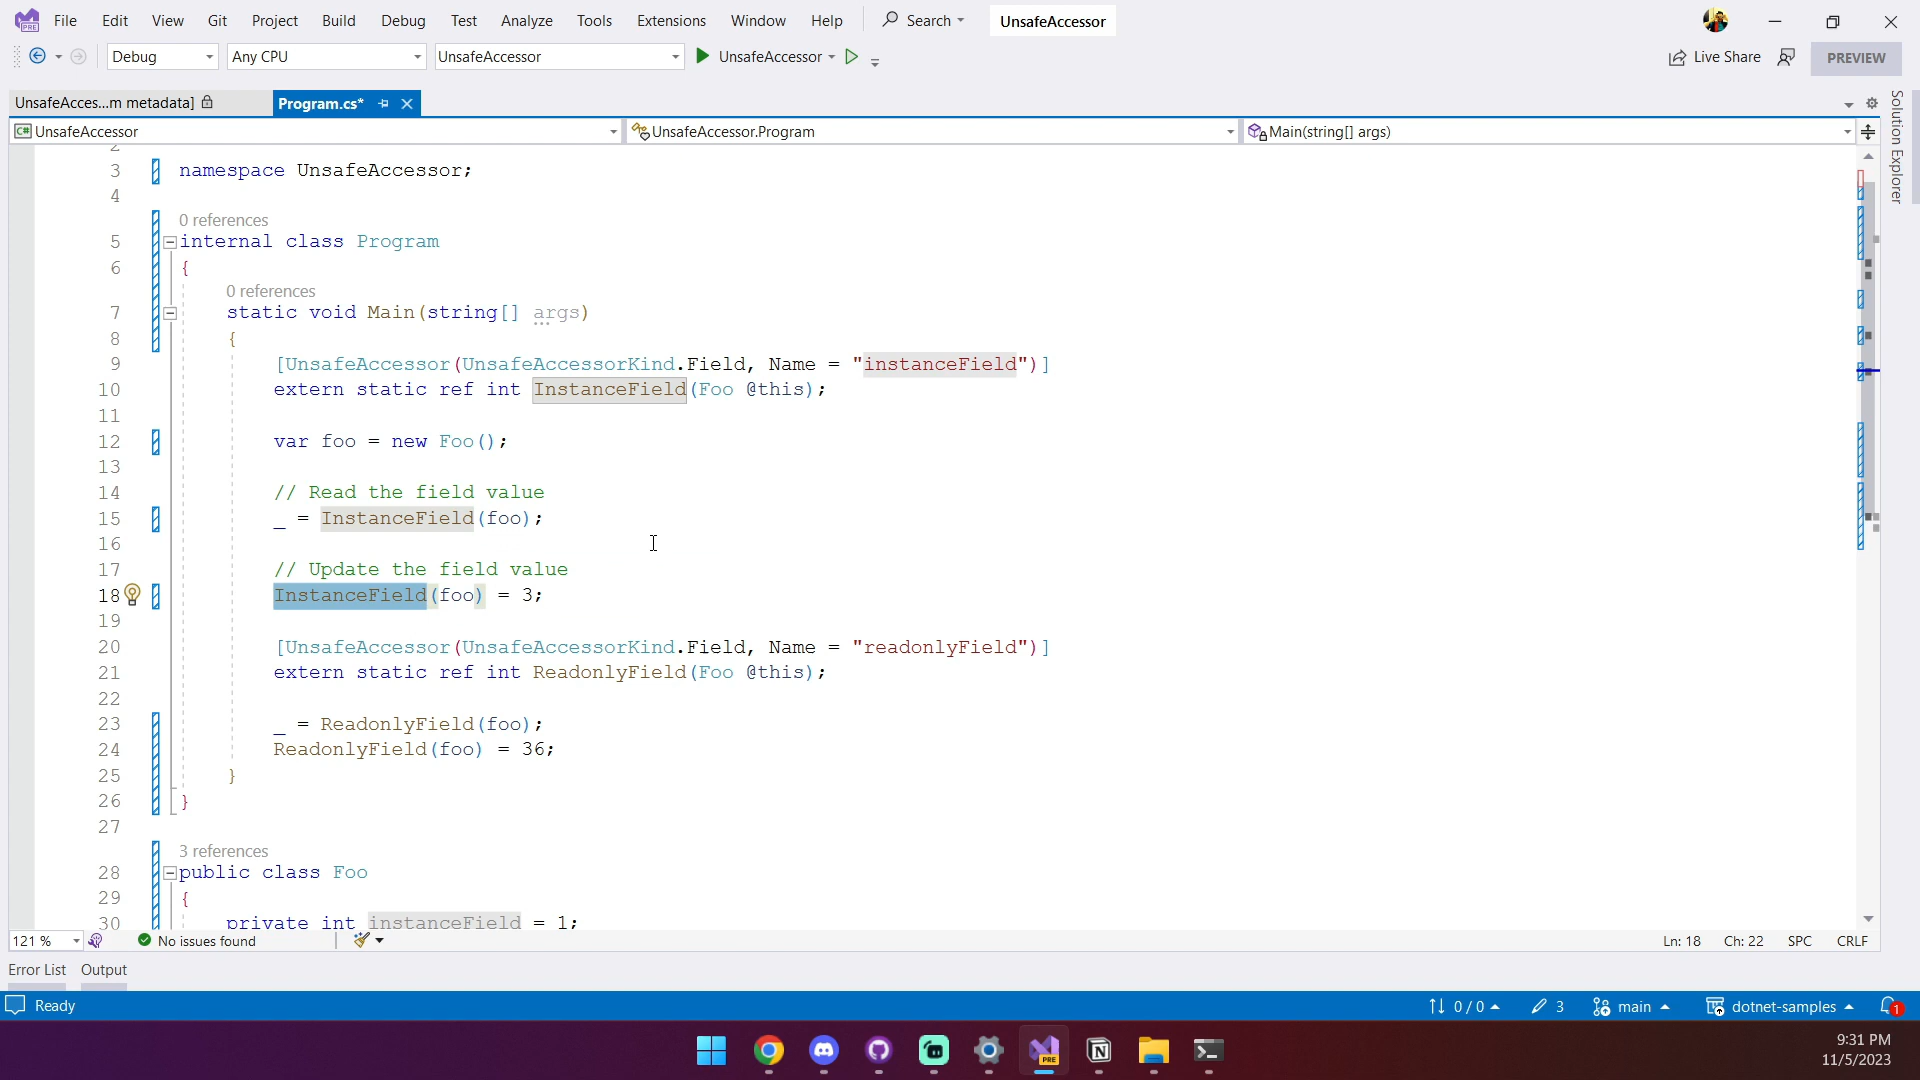 File Edit View Git Project Build Debug Test Analyze Tools Extensions Window Help Search UnsafeAccessor
Debug Any CPU UnsafeAccessor UnsafeAccessor Live Share PREVIEW
UnsafeAcces...m metadata] Program.cs*
C# UnsafeAccessor UnsafeAccessor.Program Main(string[] args)
Solution Explorer
2
3 namespace UnsafeAccessor;
4
0 references
5 internal class Program
6 {
0 references
7 static void Main(string[] args)
8 {
9 [UnsafeAccessor(UnsafeAccessorKind.Field, Name = "instanceField")]
10 extern static ref int InstanceField(Foo @this);
11
12 var foo = new Foo();
13
14 // Read the field value
15 _ = InstanceField(foo);
16
17 // Update the field value
18 InstanceField(foo) = 3;
19
20 [UnsafeAccessor(UnsafeAccessorKind.Field, Name = "readonlyField")]
21 extern static ref int ReadonlyField(Foo @this);
22
23 _ = ReadonlyField(foo);
24 ReadonlyField(foo) = 36;
25 }
26 }
27
3 references
28 public class Foo
29 {
30 private int instanceField = 1;
121 % No issues found Ln: 18 Ch: 22 SPC CRLF
Error List Output
Ready 0 / 0 3 main dotnet-samples 1
9:31 PM
11/5/2023